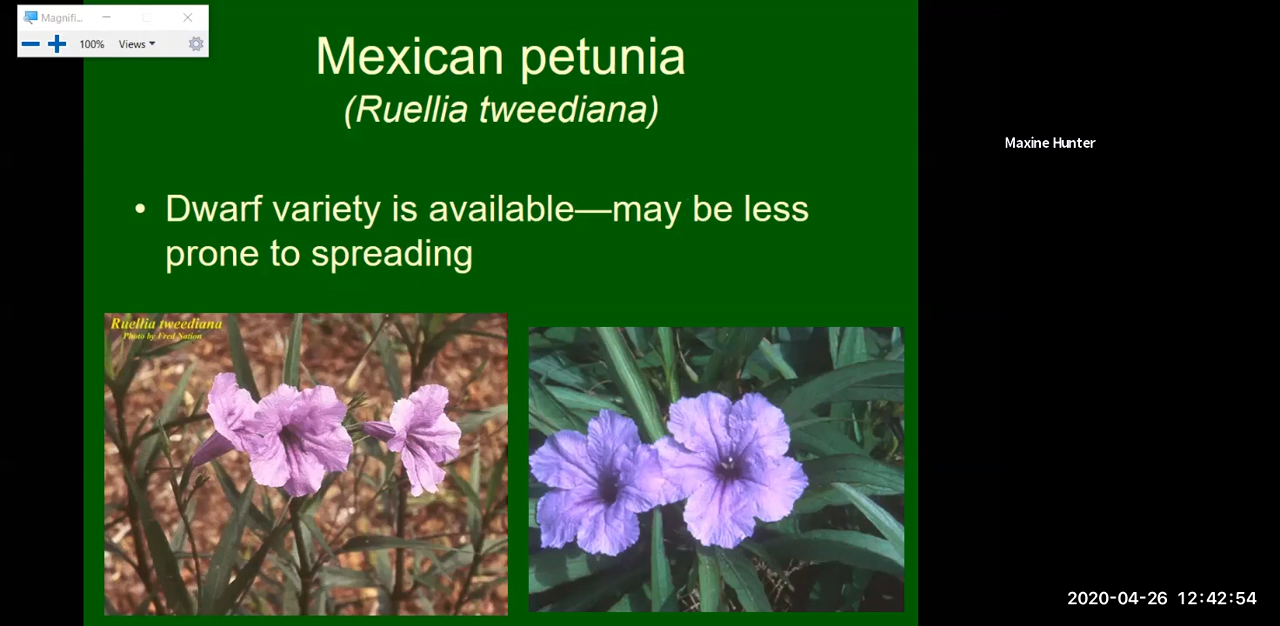 Magnifi...
100% Views
Mexican petunia
(Ruellia tweediana)
• Dwarf variety is available—may be less
prone to spreading
Ruellia tweediana
Photo by Fred Nation
Maxine Hunter
2020-04-26 12:42:54